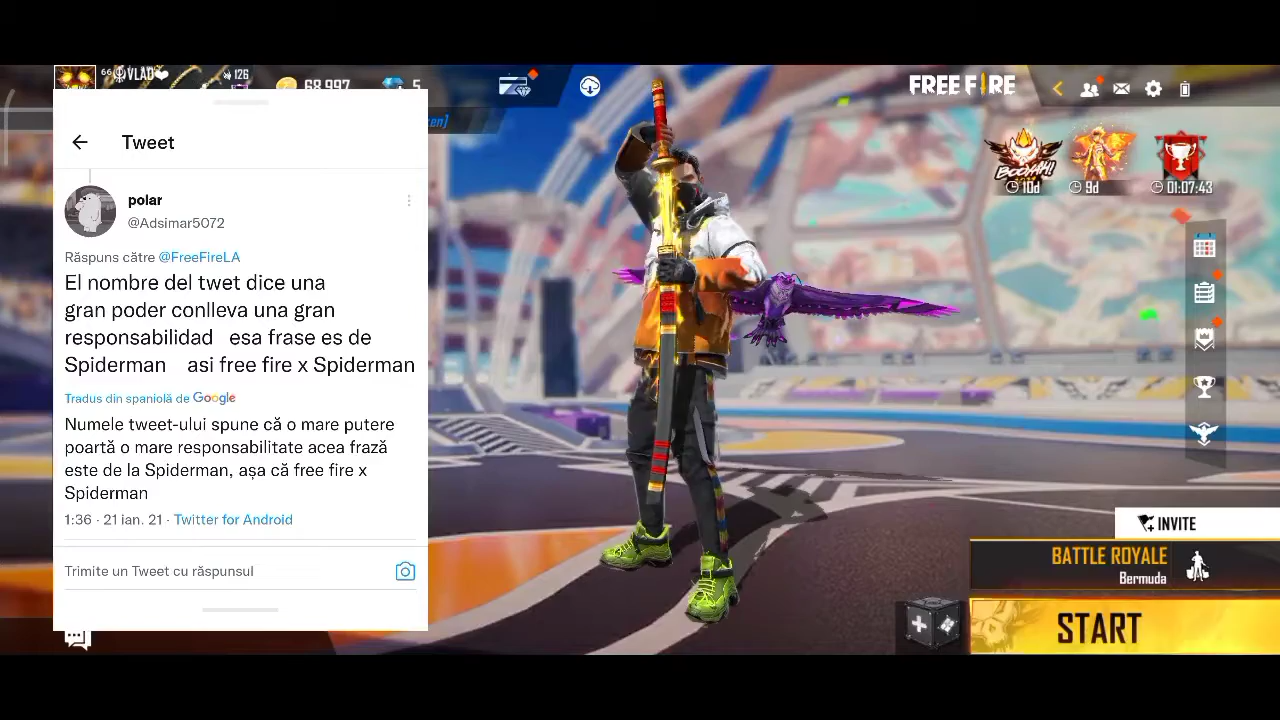 VLAD❤
126
68,997
5
FREE FIRE
Tweet
polar
@Adsimar5072
Răspuns către @FreeFireLA
El nombre del twet dice una
gran poder conlleva una gran
responsabilidad esa frase es de
Spiderman asi free fire x Spiderman
Tradus din spaniolă de Google
Numele tweet-ului spune că o mare putere
poartă o mare responsabilitate acea frază
este de la Spiderman, așa că free fire x
Spiderman
1:36 · 21 ian. 21 · Twitter for Android
Trimite un Tweet cu răspunsul
BOOYAH!
10d
9d
01:07:43
INVITE
BATTLE ROYALE
Bermuda
START